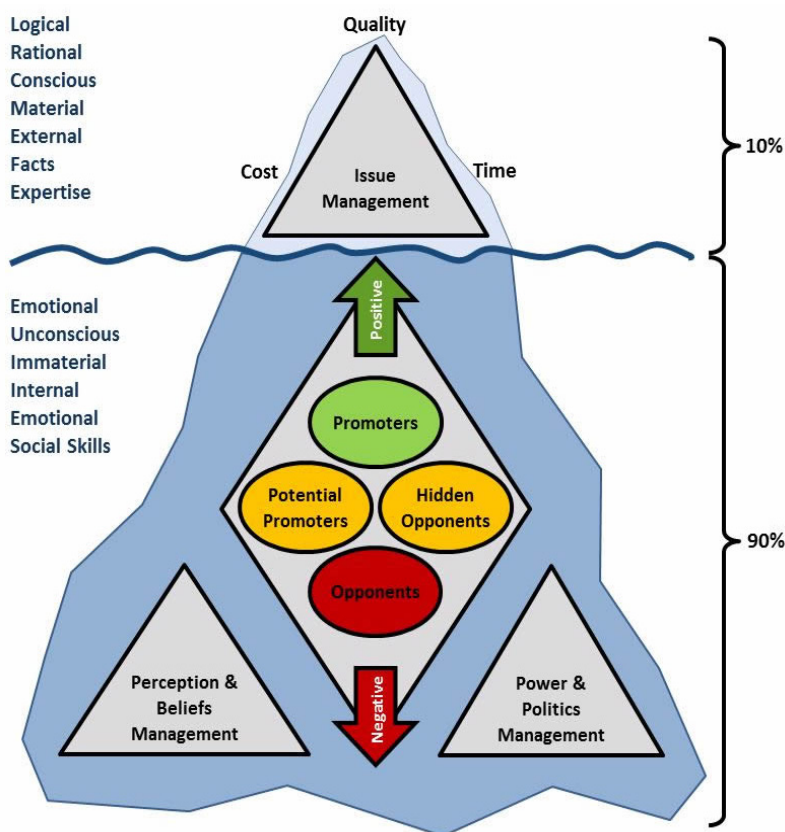 Logical
Rational
Conscious
Material
External
Facts
Expertise
Quality
Cost
Time
Issue
Management
10%
Emotional
Unconscious
Immaterial
Internal
Emotional
Social Skills
Positive
Promoters
Potential
Promoters
Hidden
Opponents
Opponents
Negative
Perception &
Beliefs
Management
Power &
Politics
Management
90%